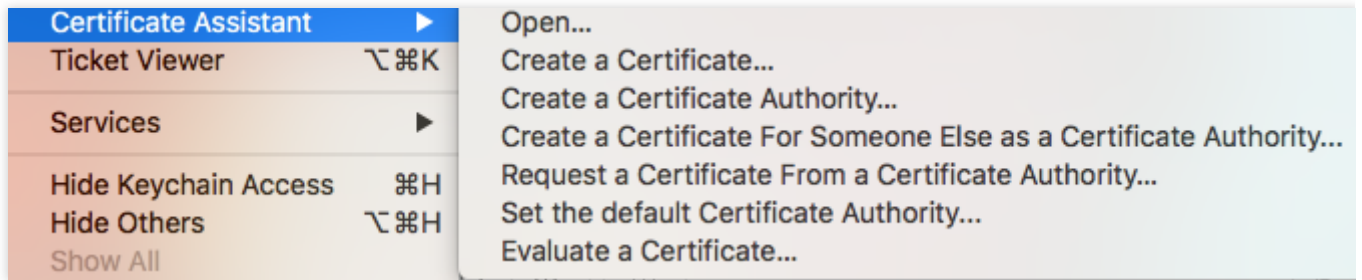 Certificate Assistant ▶
Ticket Viewer ⌥⌘K
Services ▶
Hide Keychain Access ⌘H
Hide Others ⌥⌘H
Show All
Open...
Create a Certificate...
Create a Certificate Authority...
Create a Certificate For Someone Else as a Certificate Authority...
Request a Certificate From a Certificate Authority...
Set the default Certificate Authority...
Evaluate a Certificate...